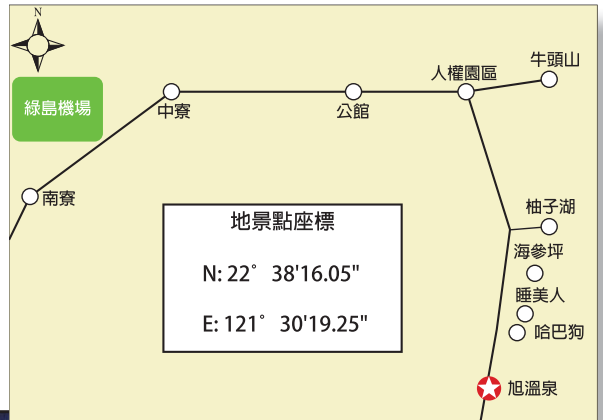 N
牛頭山
人權園區
綠島機場
中寮
公館
南寮
柚子湖
地景點座標
N: 22° 38'16.05"
E: 121° 30'19.25"
海參坪
睡美人
哈巴狗
旭溫泉